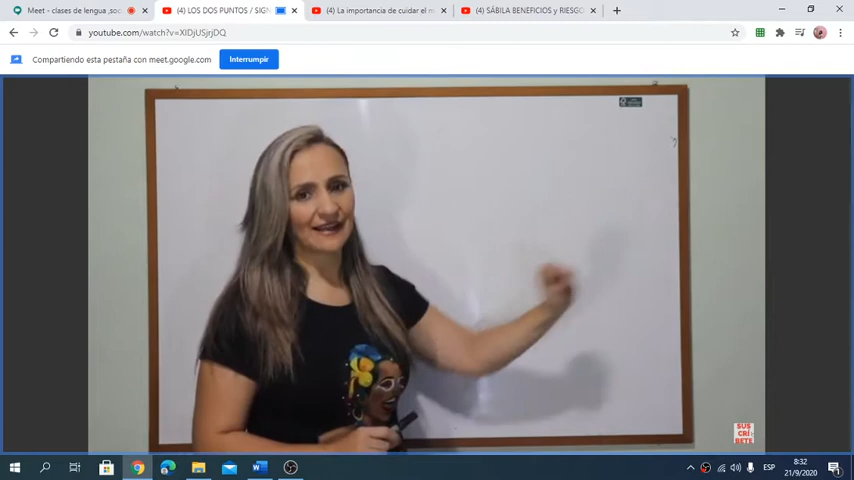 Meet - clases de lengua ,soc
(4) LOS DOS PUNTOS / SIGN
(4) La importancia de cuidar el m
(4) SÁBILA BENEFICIOS y RIESGO
youtube.com/watch?v=XIDjUSjrjDQ
Compartiendo esta pestaña con meet.google.com
Interrumpir
SUS
CRÍ
BETE
ESP
8:32
21/9/2020